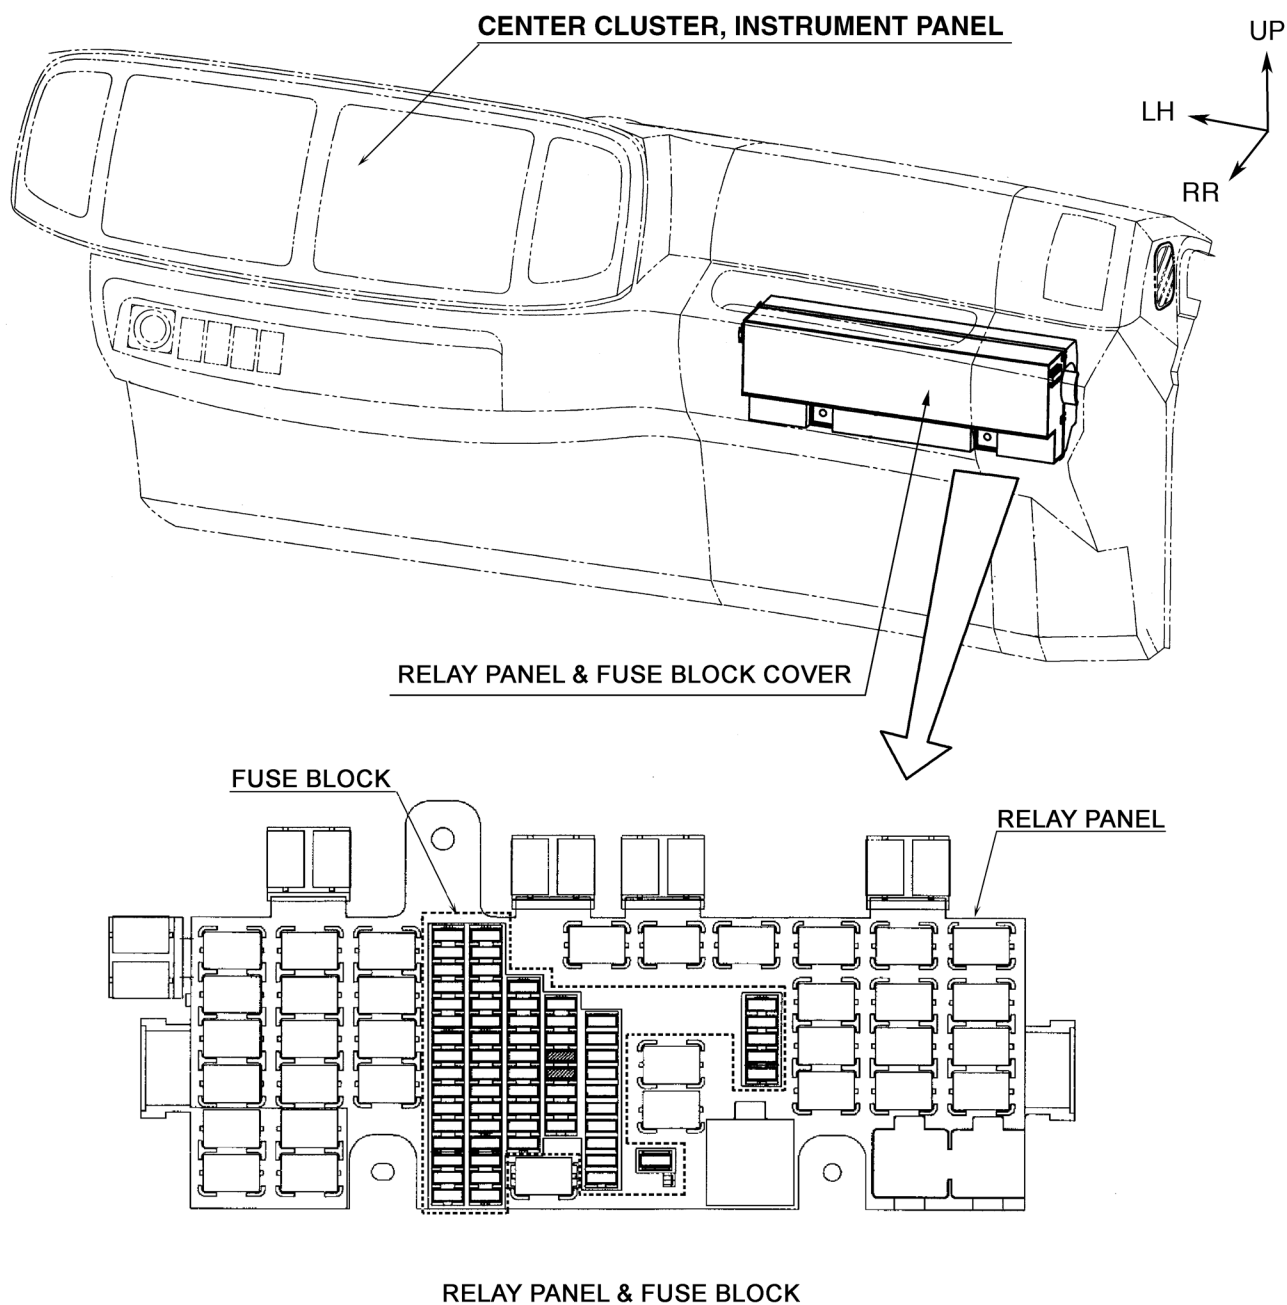 CENTER CLUSTER, INSTRUMENT PANEL
UP
LH
RR
RELAY PANEL & FUSE BLOCK COVER
FUSE BLOCK
RELAY PANEL
RELAY PANEL & FUSE BLOCK